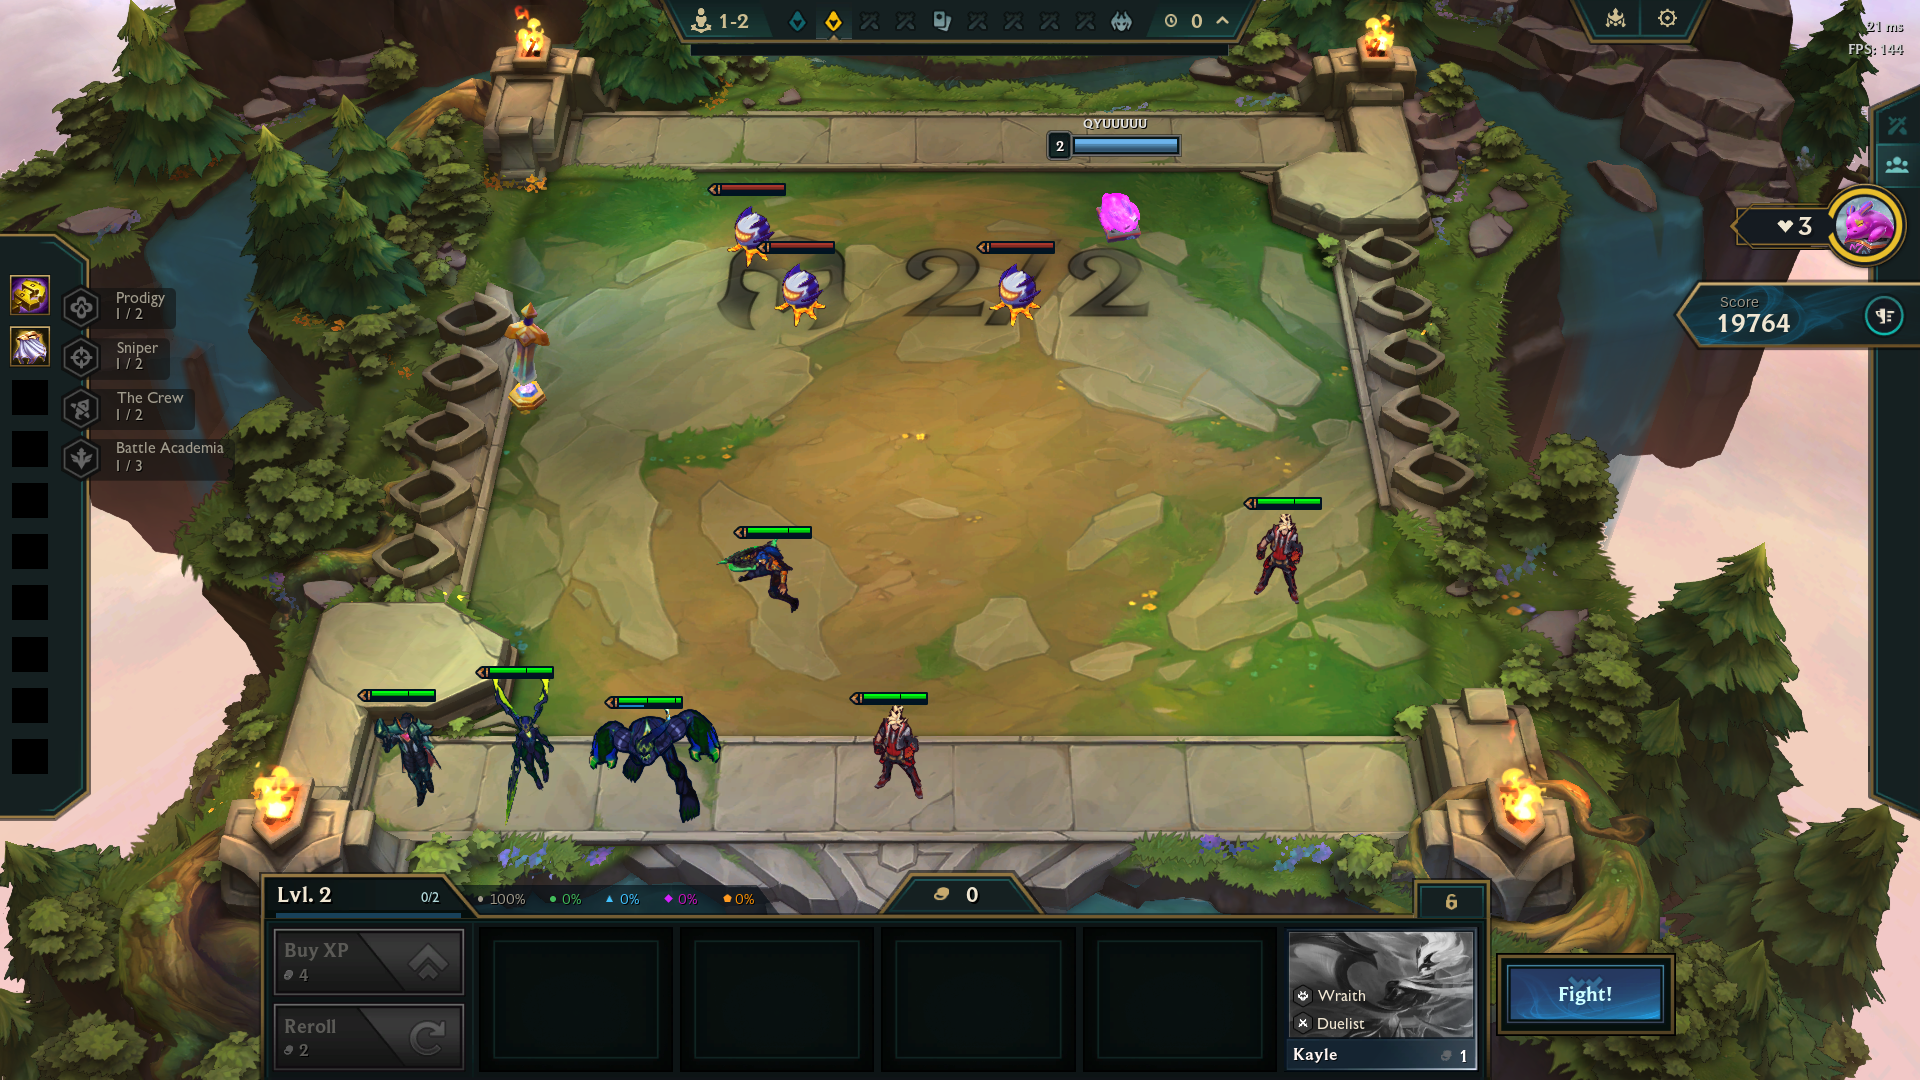 1-2
0
21 ms
FPS: 144
QYUUUUU
2
2/2
3
Score
19764
Prodigy
1 / 2
Sniper
1 / 2
The Crew
1 / 2
Battle Academia
1 / 3
Lvl. 2
0/2
100%
0%
0%
0%
0%
0
6
Buy XP
4
Reroll
2
Wraith
Duelist
Kayle
1
Fight!